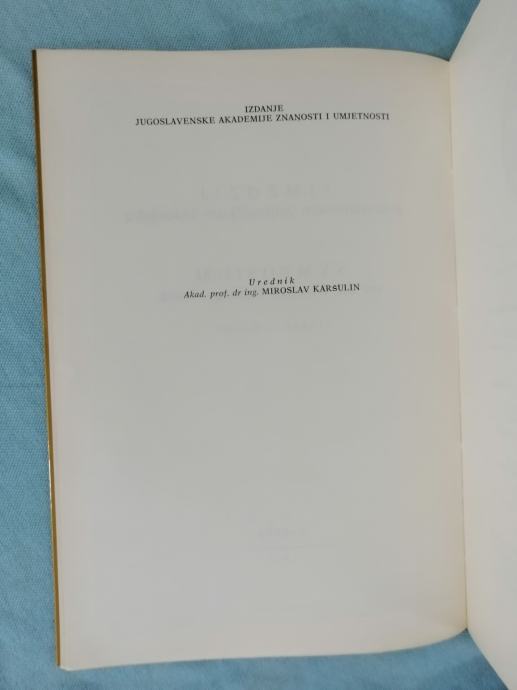 IZDANJE
JUGOSLAVENSKE AKADEMIJE ZNANOSTI I UMJETNOSTI
Urednik
Akad. prof. dr ing. MIROSLAV KARŠULIN